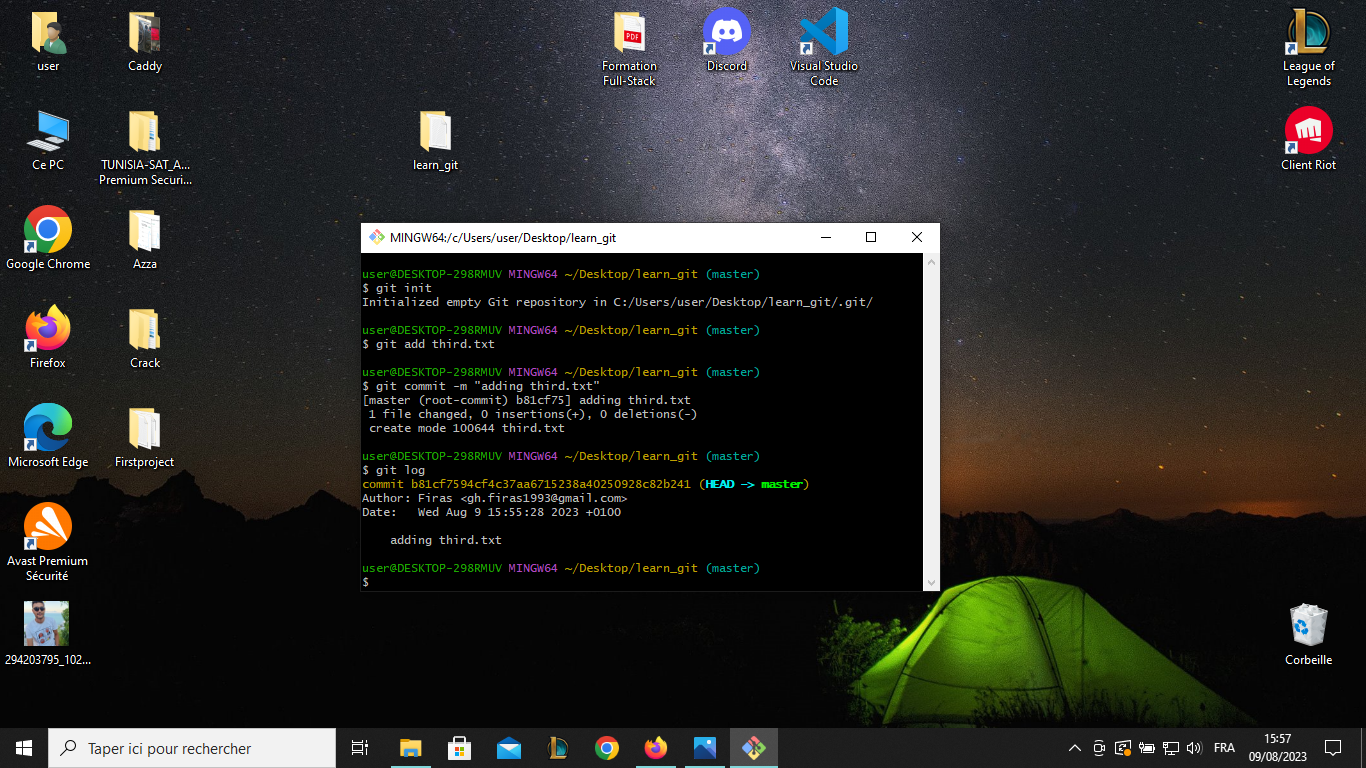 user
Caddy
Formation
Full-Stack
Discord
Visual Studio
Code
League of
Legends
Ce PC
TUNISIA-SAT_A...
Premium Securi...
learn_git
Client Riot
Google Chrome
Azza
Firefox
Crack
Microsoft Edge
Firstproject
Avast Premium
Sécurité
294203795_102...
Corbeille
PDF
MINGW64:/c/Users/user/Desktop/learn_git
user@DESKTOP-298RMUV MINGW64 ~/Desktop/learn_git (master)
$ git init
Initialized empty Git repository in C:/Users/user/Desktop/learn_git/.git/
user@DESKTOP-298RMUV MINGW64 ~/Desktop/learn_git (master)
$ git add third.txt
user@DESKTOP-298RMUV MINGW64 ~/Desktop/learn_git (master)
$ git commit -m "adding third.txt"
[master (root-commit) b81cf75] adding third.txt
1 file changed, 0 insertions(+), 0 deletions(-)
create mode 100644 third.txt
user@DESKTOP-298RMUV MINGW64 ~/Desktop/learn_git (master)
$ git log
commit b81cf7594cf4c37aa6715238a40250928c82b241 (HEAD -> master)
Author: Firas <gh.firas1993@gmail.com>
Date:   Wed Aug 9 15:55:28 2023 +0100
adding third.txt
user@DESKTOP-298RMUV MINGW64 ~/Desktop/learn_git (master)
$
Taper ici pour rechercher
FRA
15:57
09/08/2023